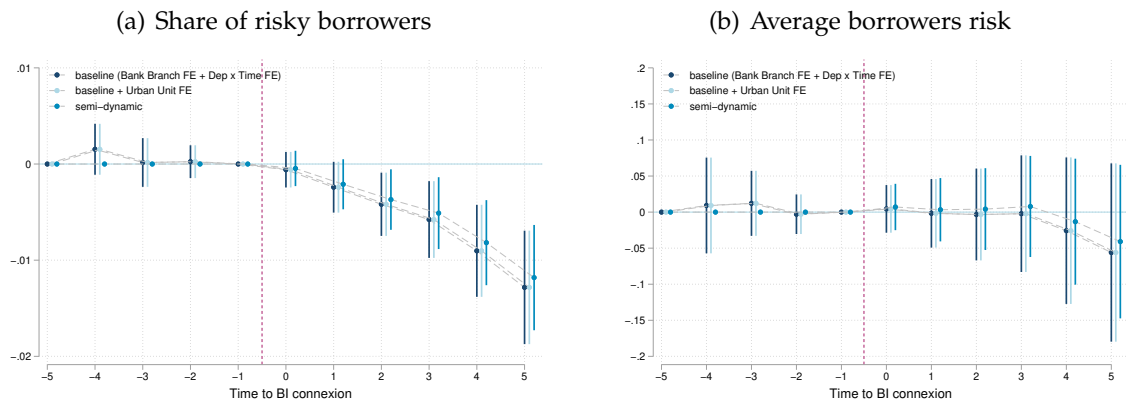 (a) Share of risky borrowers
.01
0
-.01
-.02
baseline (Bank Branch FE + Dep x Time FE)
baseline + Urban Unit FE
semi-dynamic
-5 -4 -3 -2 -1 0 1 2 3 4 5
Time to BI connexion
(b) Average borrowers risk
.2
.15
.1
.05
0
-.05
-.1
-.15
-.2
baseline (Bank Branch FE + Dep x Time FE)
baseline + Urban Unit FE
semi-dynamic
-5 -4 -3 -2 -1 0 1 2 3 4 5
Time to BI connexion